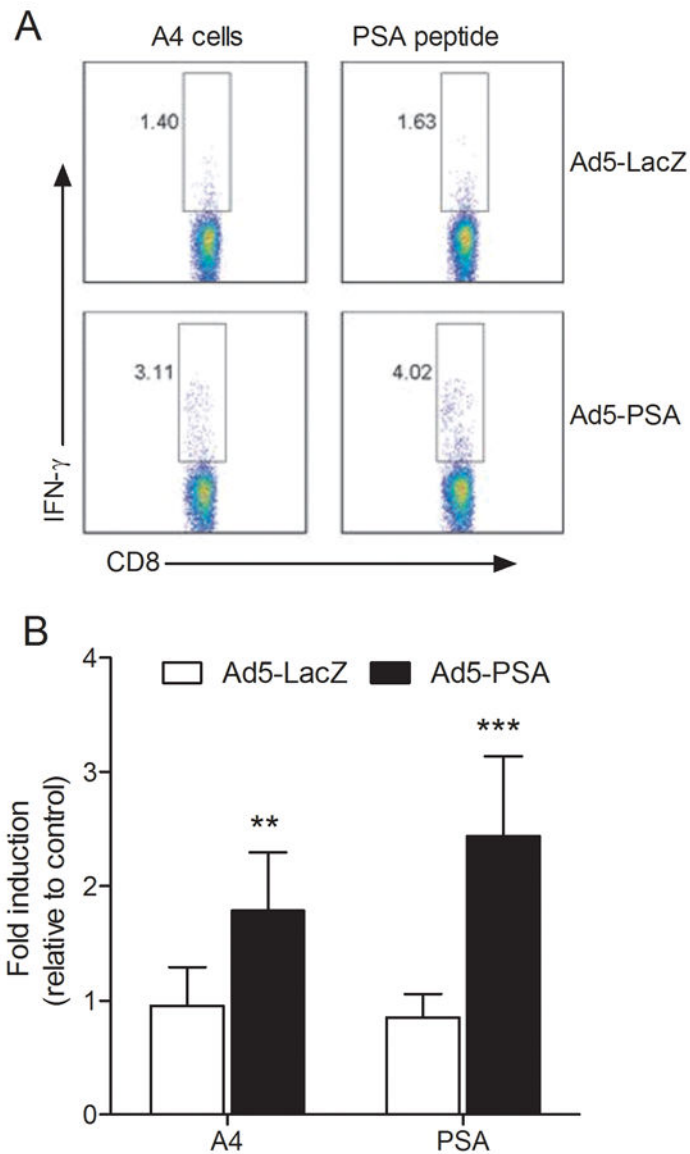 A
A4 cells PSA peptide
1.40 1.63 Ad5-LacZ
3.11 4.02 Ad5-PSA
IFN-γ
CD8
B
Ad5-LacZ Ad5-PSA
Fold induction
(relative to control)
4
3
2
1
0
** ***
A4 PSA